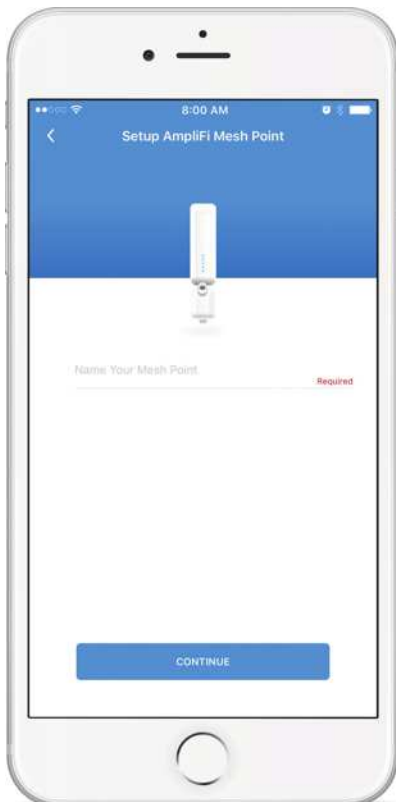 8:00 AM
Setup AmpliFi Mesh Point
Name Your Mesh Point
Required
CONTINUE